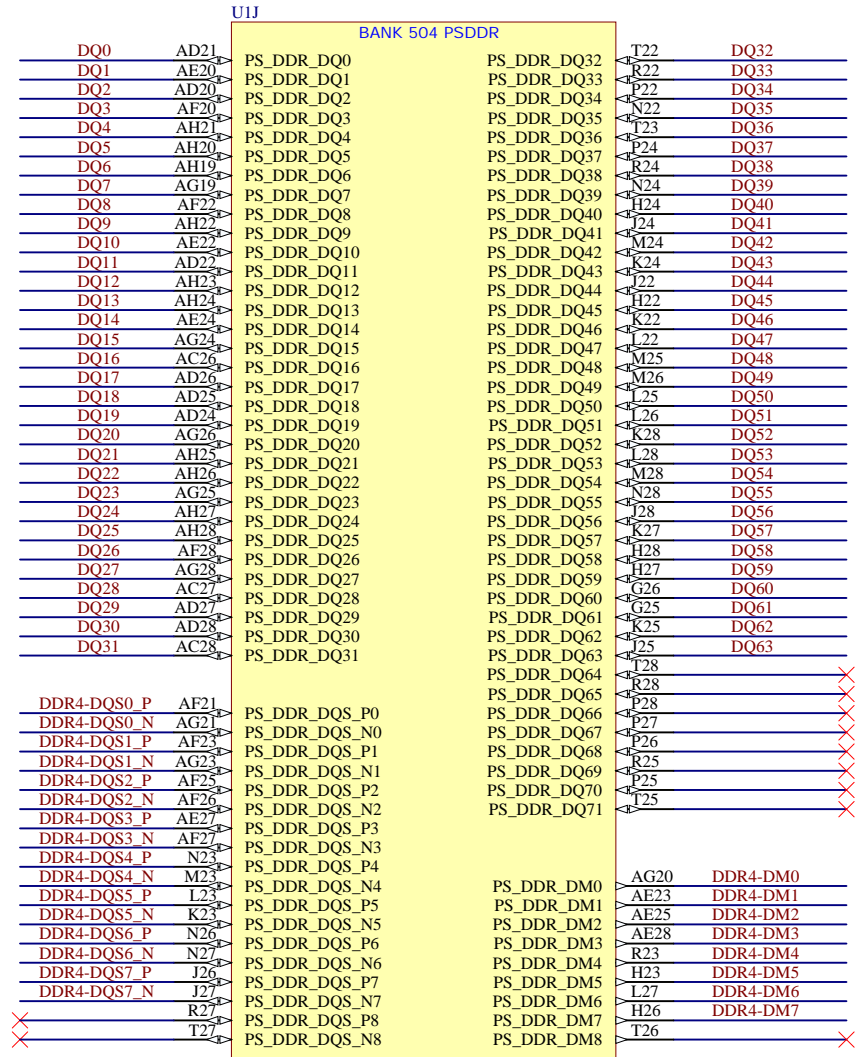 U1J
BANK 504 PSDDR
DQ0 AD21 PS_DDR_DQ0 PS_DDR_DQ32 T22 DQ32
DQ1 AE20 PS_DDR_DQ1 PS_DDR_DQ33 R22 DQ33
DQ2 AD20 PS_DDR_DQ2 PS_DDR_DQ34 P22 DQ34
DQ3 AF20 PS_DDR_DQ3 PS_DDR_DQ35 N22 DQ35
DQ4 AH21 PS_DDR_DQ4 PS_DDR_DQ36 T23 DQ36
DQ5 AH20 PS_DDR_DQ5 PS_DDR_DQ37 P24 DQ37
DQ6 AH19 PS_DDR_DQ6 PS_DDR_DQ38 R24 DQ38
DQ7 AG19 PS_DDR_DQ7 PS_DDR_DQ39 N24 DQ39
DQ8 AF22 PS_DDR_DQ8 PS_DDR_DQ40 H24 DQ40
DQ9 AH22 PS_DDR_DQ9 PS_DDR_DQ41 J24 DQ41
DQ10 AE22 PS_DDR_DQ10 PS_DDR_DQ42 M24 DQ42
DQ11 AD22 PS_DDR_DQ11 PS_DDR_DQ43 K24 DQ43
DQ12 AH23 PS_DDR_DQ12 PS_DDR_DQ44 J22 DQ44
DQ13 AH24 PS_DDR_DQ13 PS_DDR_DQ45 H22 DQ45
DQ14 AE24 PS_DDR_DQ14 PS_DDR_DQ46 K22 DQ46
DQ15 AG24 PS_DDR_DQ15 PS_DDR_DQ47 L22 DQ47
DQ16 AC26 PS_DDR_DQ16 PS_DDR_DQ48 M25 DQ48
DQ17 AD26 PS_DDR_DQ17 PS_DDR_DQ49 M26 DQ49
DQ18 AD25 PS_DDR_DQ18 PS_DDR_DQ50 L25 DQ50
DQ19 AD24 PS_DDR_DQ19 PS_DDR_DQ51 L26 DQ51
DQ20 AG26 PS_DDR_DQ20 PS_DDR_DQ52 K28 DQ52
DQ21 AH25 PS_DDR_DQ21 PS_DDR_DQ53 L28 DQ53
DQ22 AH26 PS_DDR_DQ22 PS_DDR_DQ54 M28 DQ54
DQ23 AG25 PS_DDR_DQ23 PS_DDR_DQ55 N28 DQ55
DQ24 AH27 PS_DDR_DQ24 PS_DDR_DQ56 J28 DQ56
DQ25 AH28 PS_DDR_DQ25 PS_DDR_DQ57 K27 DQ57
DQ26 AF28 PS_DDR_DQ26 PS_DDR_DQ58 H28 DQ58
DQ27 AG28 PS_DDR_DQ27 PS_DDR_DQ59 H27 DQ59
DQ28 AC27 PS_DDR_DQ28 PS_DDR_DQ60 G26 DQ60
DQ29 AD27 PS_DDR_DQ29 PS_DDR_DQ61 G25 DQ61
DQ30 AD28 PS_DDR_DQ30 PS_DDR_DQ62 K25 DQ62
DQ31 AC28 PS_DDR_DQ31 PS_DDR_DQ63 J25 DQ63
PS_DDR_DQ64 T28
PS_DDR_DQ65 R28
DDR4-DQS0_P AF21 PS_DDR_DQS_P0 PS_DDR_DQ66 P28
DDR4-DQS0_N AG21 PS_DDR_DQS_N0 PS_DDR_DQ67 P27
DDR4-DQS1_P AF23 PS_DDR_DQS_P1 PS_DDR_DQ68 P26
DDR4-DQS1_N AG23 PS_DDR_DQS_N1 PS_DDR_DQ69 R25
DDR4-DQS2_P AF25 PS_DDR_DQS_P2 PS_DDR_DQ70 P25
DDR4-DQS2_N AF26 PS_DDR_DQS_N2 PS_DDR_DQ71 T25
DDR4-DQS3_P AE27 PS_DDR_DQS_P3
DDR4-DQS3_N AF27 PS_DDR_DQS_N3
DDR4-DQS4_P N23 PS_DDR_DQS_P4
DDR4-DQS4_N M23 PS_DDR_DQS_N4 PS_DDR_DM0 AG20 DDR4-DM0
DDR4-DQS5_P L23 PS_DDR_DQS_P5 PS_DDR_DM1 AE23 DDR4-DM1
DDR4-DQS5_N K23 PS_DDR_DQS_N5 PS_DDR_DM2 AE25 DDR4-DM2
DDR4-DQS6_P N26 PS_DDR_DQS_P6 PS_DDR_DM3 AE28 DDR4-DM3
DDR4-DQS6_N N27 PS_DDR_DQS_N6 PS_DDR_DM4 R23 DDR4-DM4
DDR4-DQS7_P J26 PS_DDR_DQS_P7 PS_DDR_DM5 H23 DDR4-DM5
DDR4-DQS7_N J27 PS_DDR_DQS_N7 PS_DDR_DM6 L27 DDR4-DM6
R27 PS_DDR_DQS_P8 PS_DDR_DM7 H26 DDR4-DM7
T27 PS_DDR_DQS_N8 PS_DDR_DM8 T26